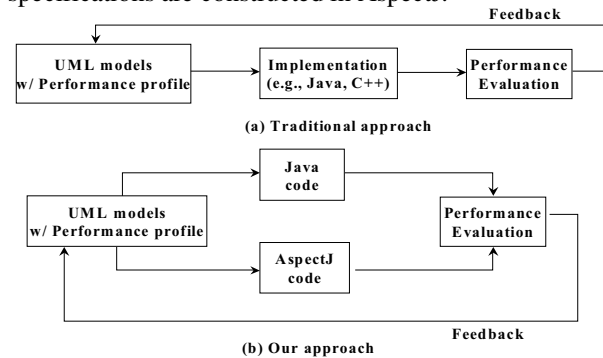 specifications are constructed in AspectJ.
Feedback
UML models
w/ Performance profile
Implementation
(e.g., Java, C++)
Performance
Evaluation
(a) Traditional approach
Java
code
UML models
w/ Performance profile
Performance
Evaluation
AspectJ
code
Feedback
(b) Our approach